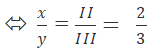 ⇔ x/y = II/III = 2/3